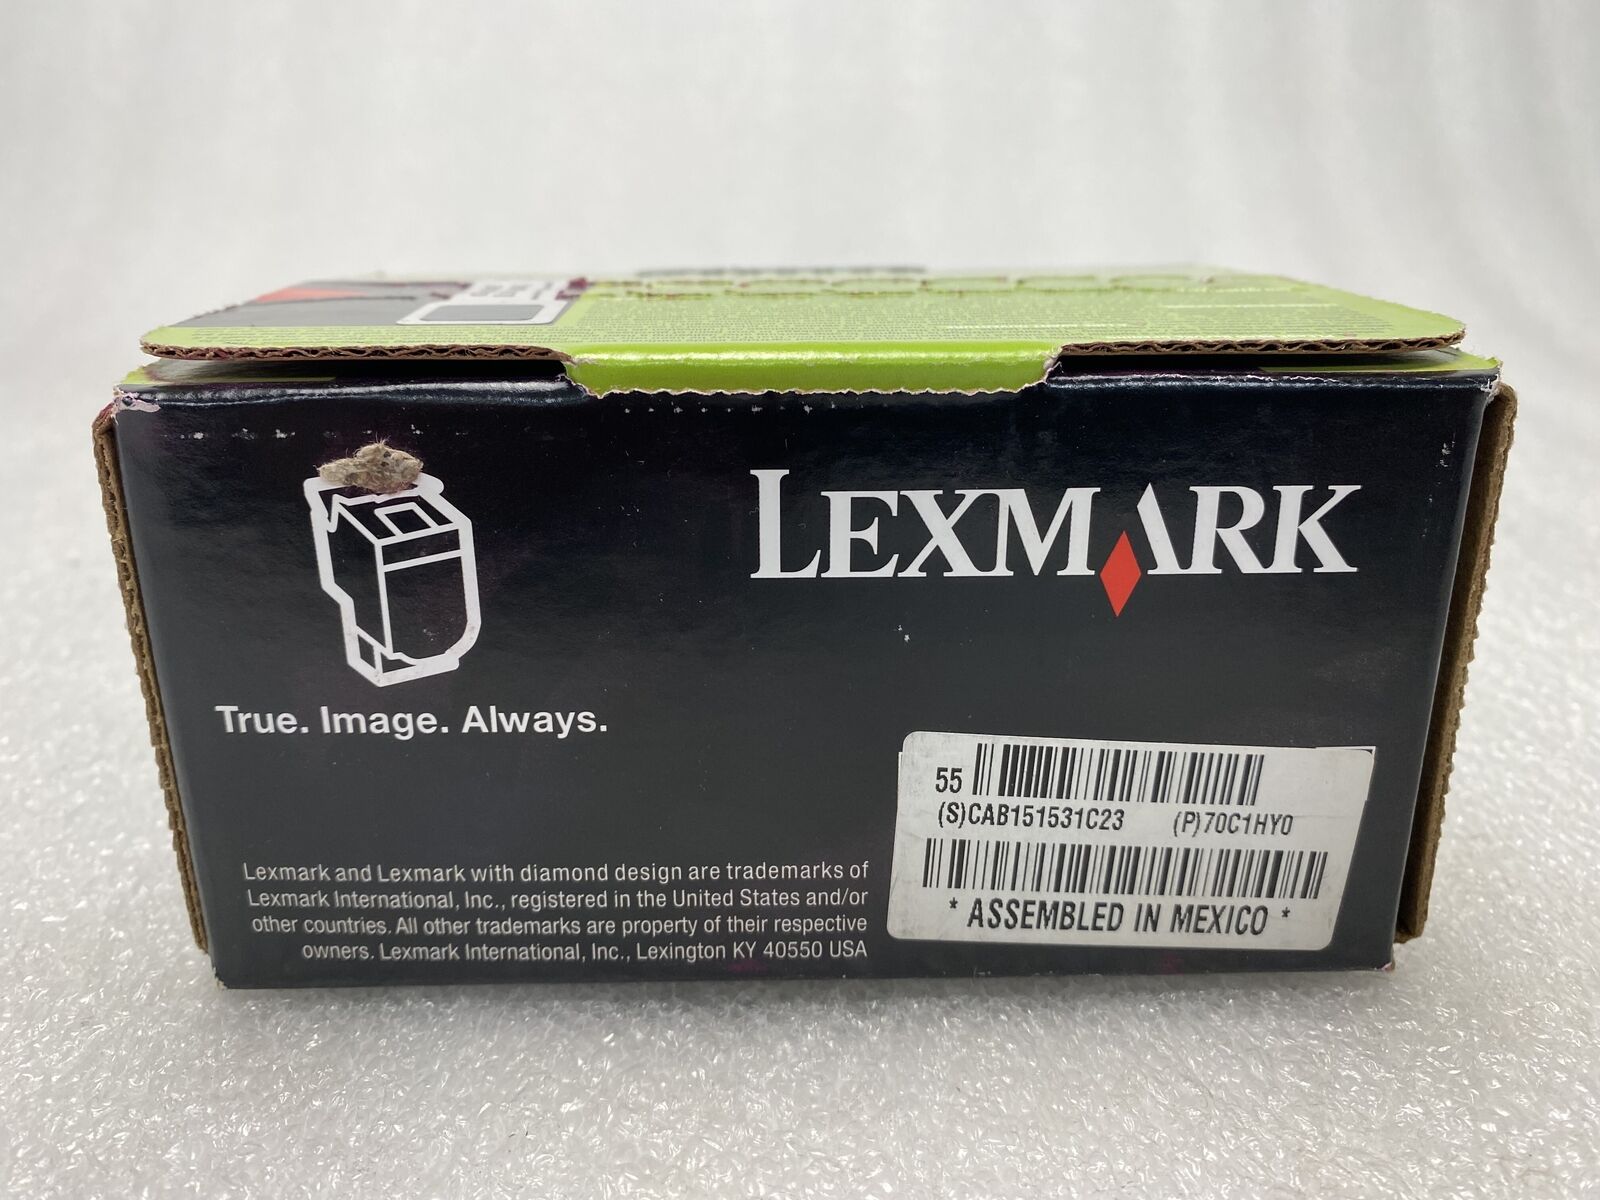 LEXMARK
True. Image. Always.
55
(S)CAB151531C23 (P)70C1HY0
* ASSEMBLED IN MEXICO *
Lexmark and Lexmark with diamond design are trademarks of
Lexmark International, Inc., registered in the United States and/or
other countries. All other trademarks are property of their respective
owners. Lexmark International, Inc., Lexington KY 40550 USA